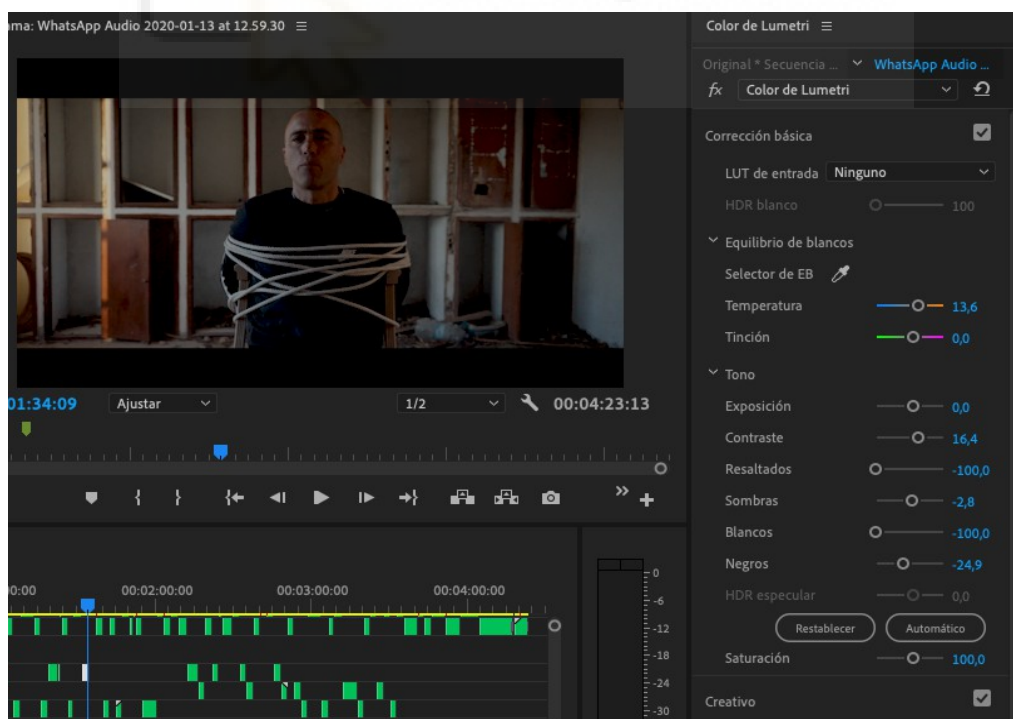 ama: WhatsApp Audio 2020-01-13 at 12.59.30
01:34:09 Ajustar 1/2 00:04:23:13
0:00 00:02:00:00 00:03:00:00 00:04:00:00
0
-6
-12
-18
-24
-30
Color de Lumetri
Original * Secuencia ... WhatsApp Audio ...
fx Color de Lumetri
Corrección básica
LUT de entrada Ninguno
HDR blanco 100
Equilibrio de blancos
Selector de EB
Temperatura 13,6
Tinción 0,0
Tono
Exposición 0,0
Contraste 16,4
Resaltados -100,0
Sombras -2,8
Blancos -100,0
Negros -24,9
HDR especular 0,0
Restablecer Automático
Saturación 100,0
Creativo